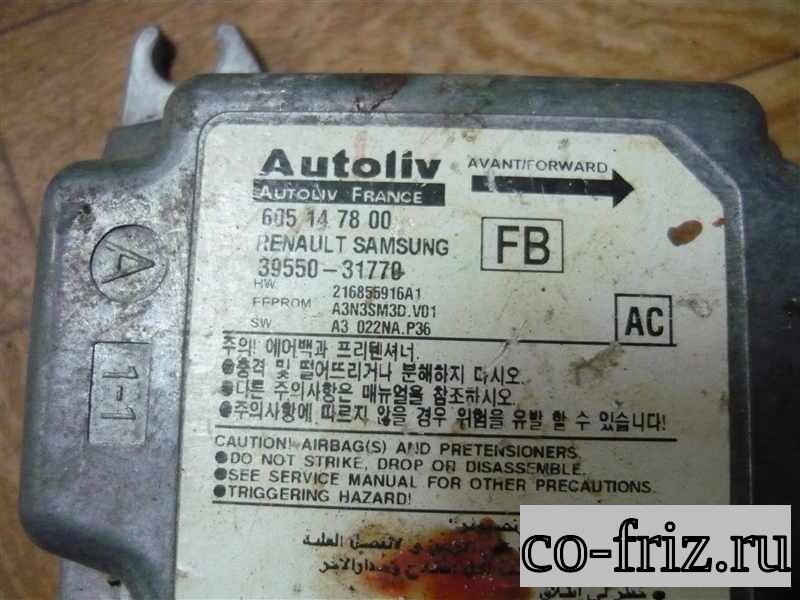 Autoliv
AVANT/FORWARD
AUTOLIV FRANCE
605 14 78 00
RENAULT SAMSUNG
FB
39550-31770
HW 216855916A1
EEPROM A3N3SM3D.V01
SW A3 022NA.P36
AC
A
1-1
주의! 에어백과 프리텐셔너.
●충격 및 떨어뜨리거나 분해하지 다시오.
●다른 주의사항은 매뉴얼을 참조하시오.
●주의사항에 따르지 않을 경우 위험을 유발 할 수 있습니다!
CAUTION! AIRBAG(S) AND PRETENSIONERS.
●DO NOT STRIKE, DROP OR DISASSEMBLE.
●SEE SERVICE MANUAL FOR OTHER PRECAUTIONS.
●TRIGGERING HAZARD!
co-friz.ru